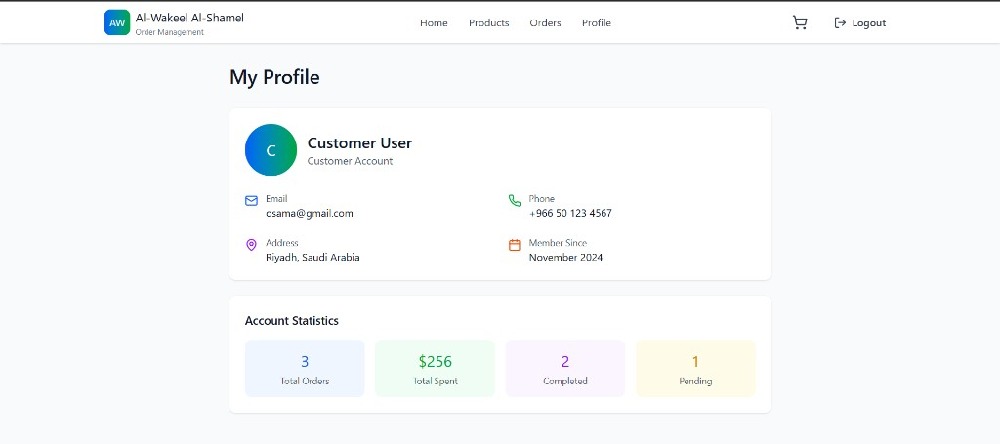 AW
Al-Wakeel Al-Shamel
Order Management
Home Products Orders Profile
Logout
My Profile
C
Customer User
Customer Account
Email
osama@gmail.com
Phone
+966 50 123 4567
Address
Riyadh, Saudi Arabia
Member Since
November 2024
Account Statistics
3
Total Orders
$256
Total Spent
2
Completed
1
Pending